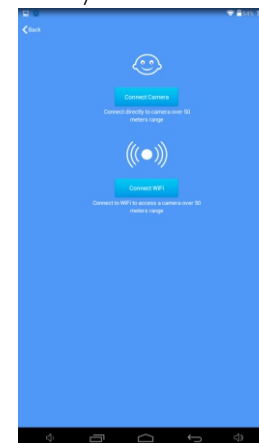 54%
Back
Connect Camera
Connect directly to camera over 50
meters range
Connect WiFi
Connect to WiFi to access a camera over 50
meters range